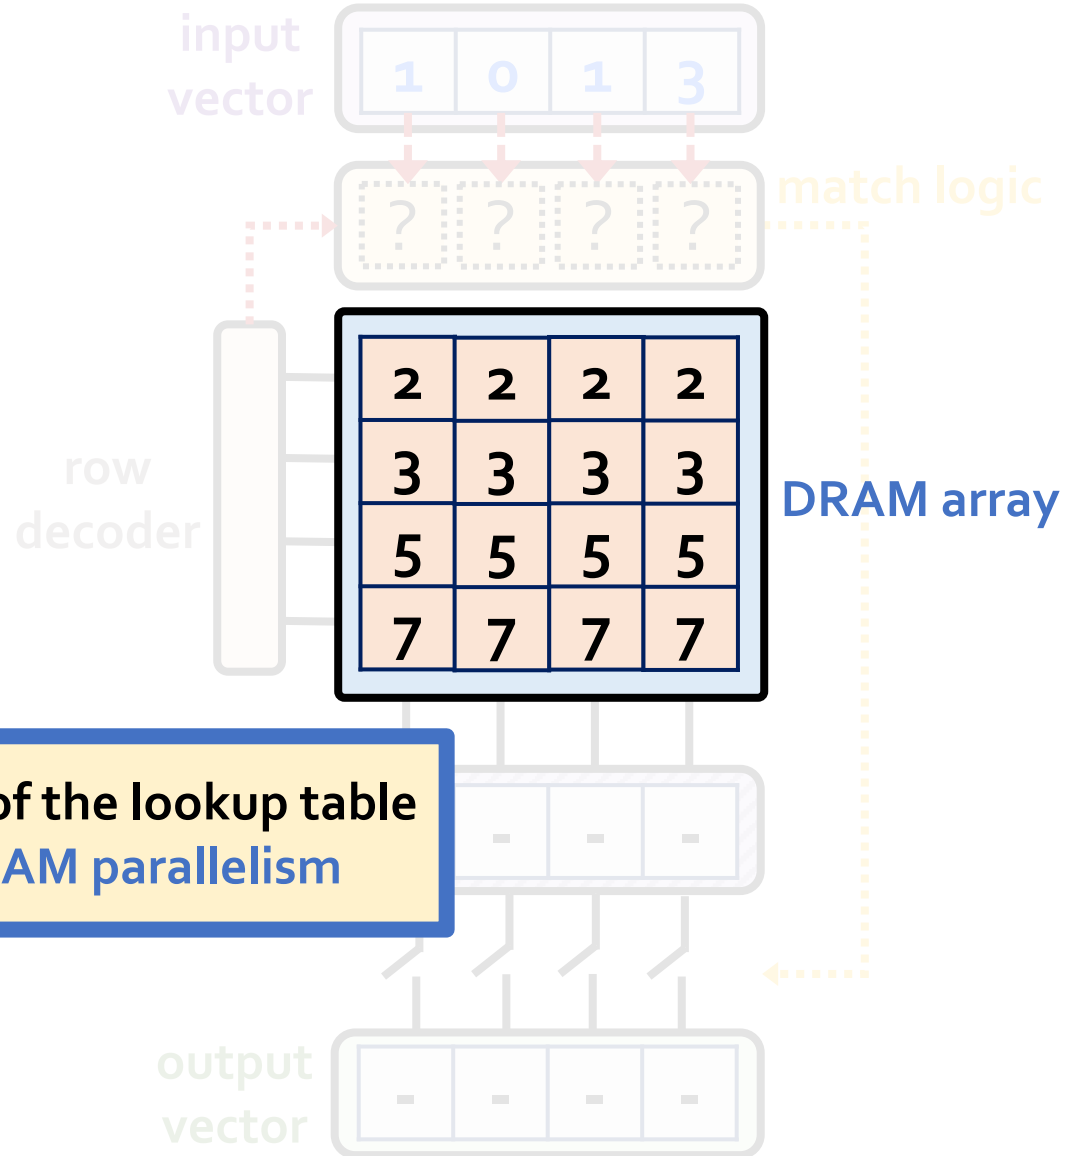 input
vector
1 0 1 3
? ? ? ?
match logic
2 2 2 2
3 3 3 3
row
decoder
DRAM array
5 5 5 5
7 7 7 7
of the lookup table
AM parallelism
- - -
output
vector
- - - -